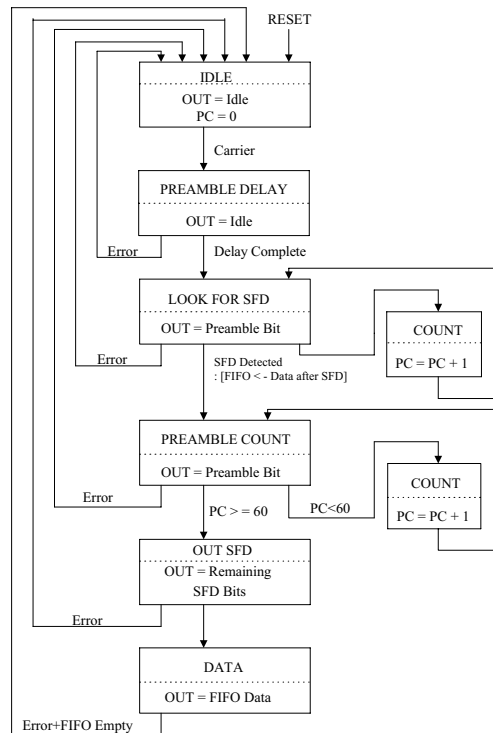 RESET
IDLE
OUT = Idle
PC = 0
Carrier
PREAMBLE DELAY
OUT = Idle
Error
Delay Complete
LOOK FOR SFD
OUT = Preamble Bit
COUNT
PC = PC + 1
Error
SFD Detected
: [FIFO < - Data after SFD]
PREAMBLE COUNT
OUT = Preamble Bit
COUNT
PC = PC + 1
Error
PC > = 60
PC<60
OUT SFD
OUT = Remaining
SFD Bits
Error
DATA
OUT = FIFO Data
Error+FIFO Empty